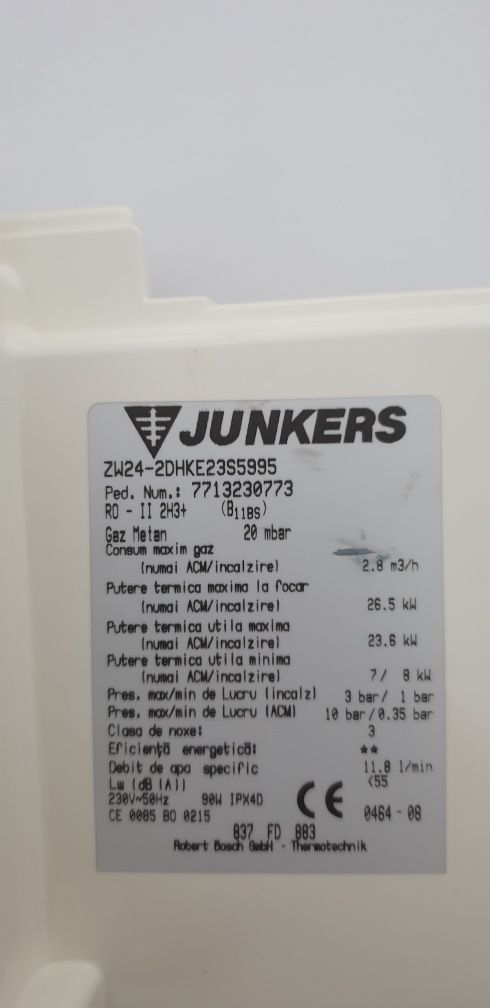 JUNKERS
ZW24-2DHKE23S5995
Ped. Num.: 7713230773
RO - II 2H3+ (B11BS)
Gaz Metan 20 mbar
Consum maxim gaz
(numai ACM/incalzire) 2.8 m3/h
Putere termica maxima la focar
(numai ACM/incalzire) 26.5 kW
Putere termica utila maxima
(numai ACM/incalzire) 23.6 kW
Putere termica utila minima
(numai ACM/incalzire) 7/ 8 kW
Pres. max/min de Lucru (incalz) 3 bar/ 1 bar
Pres. max/min de Lucru (ACM) 10 bar/0.35 bar
Clasa de noxe: 3
Eficienţă energetică: **
Debit de apa specific 11.8 l/min
Lw (dB (A)) <55
230V~50Hz 90W IPX4D CE
CE 0085 BO 0215 0464 - 08
837 FD 883
Robert Bosch GmbH - Thermotechnik